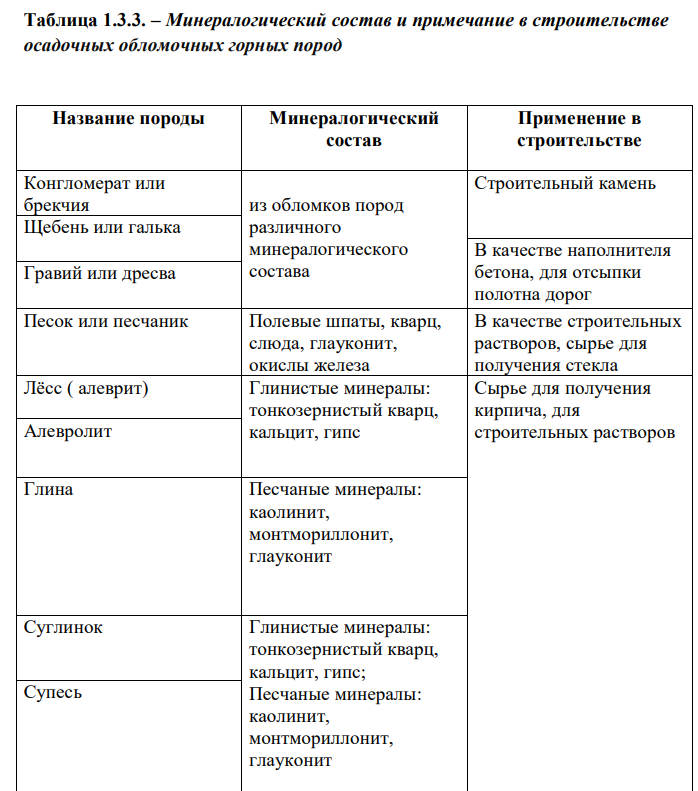 Таблица 1.3.3. – Минералогический состав и примечание в строительстве
осадочных обломочных горных пород
Название породы
Минералогический
состав
Применение в
строительстве
Конгломерат или
брекчия
Щебень или галька
Гравий или дресва
из обломков пород
различного
минералогического
состава
Строительный камень
В качестве наполнителя
бетона, для отсыпки
полотна дорог
Песок или песчаник
Полевые шпаты, кварц,
слюда, глауконит,
окислы железа
В качестве строительных
растворов, сырье для
получения стекла
Лёсс ( алеврит)
Алевролит
Глинистые минералы:
тонкозернистый кварц,
кальцит, гипс
Сырье для получения
кирпича, для
строительных растворов
Глина
Песчаные минералы:
каолинит,
монтмориллонит,
глауконит
Суглинок
Супесь
Глинистые минералы:
тонкозернистый кварц,
кальцит, гипс;
Песчаные минералы:
каолинит,
монтмориллонит,
глауконит